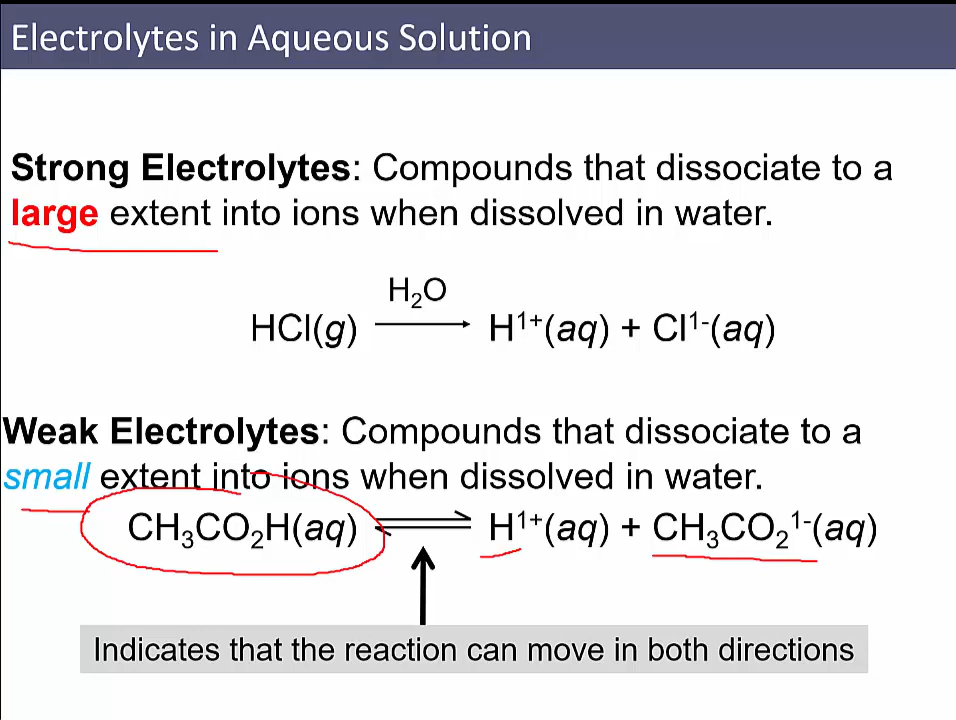 Electrolytes in Aqueous Solution
Strong Electrolytes: Compounds that dissociate to a
large extent into ions when dissolved in water.
H₂O
HCl(g) ⟶ H¹⁺(aq) + Cl¹⁻(aq)
Weak Electrolytes: Compounds that dissociate to a
small extent into ions when dissolved in water.
CH₃CO₂H(aq) ⇌ H¹⁺(aq) + CH₃CO₂¹⁻(aq)
Indicates that the reaction can move in both directions